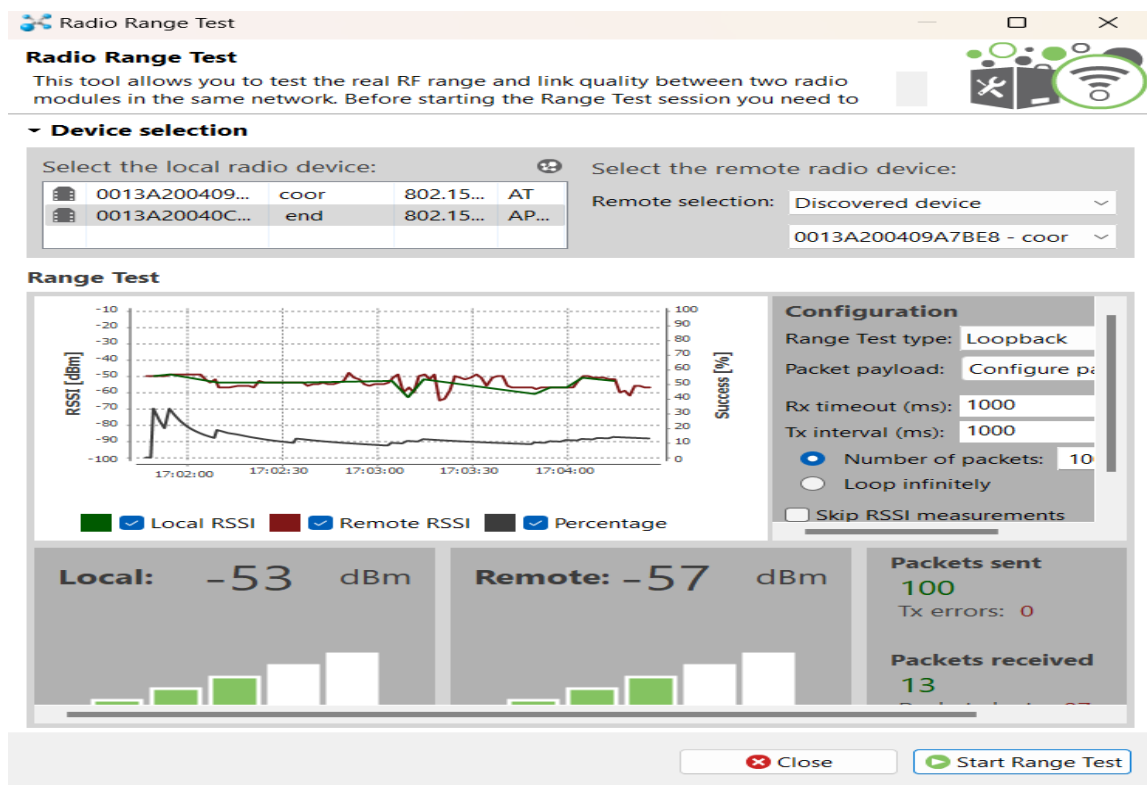 Radio Range Test
Radio Range Test
This tool allows you to test the real RF range and link quality between two radio
modules in the same network. Before starting the Range Test session you need to
Device selection
Select the local radio device:
0013A200409... coor 802.15... AT
0013A20040C... end 802.15... AP...
Select the remote radio device:
Remote selection: Discovered device
0013A200409A7BE8 - coor
Range Test
RSSI [dBm]
-10
-20
-30
-40
-50
-60
-70
-80
-90
-100
100
90
80
70
60
50
40
30
20
10
0
Success [%]
17:02:00 17:02:30 17:03:00 17:03:30 17:04:00
Local RSSI Remote RSSI Percentage
Configuration
Range Test type: Loopback
Packet payload: Configure pa
Rx timeout (ms): 1000
Tx interval (ms): 1000
Number of packets: 10
Loop infinitely
Skip RSSI measurements
Local: -53 dBm
Remote: -57 dBm
Packets sent
100
Tx errors: 0
Packets received
13
Close
Start Range Test